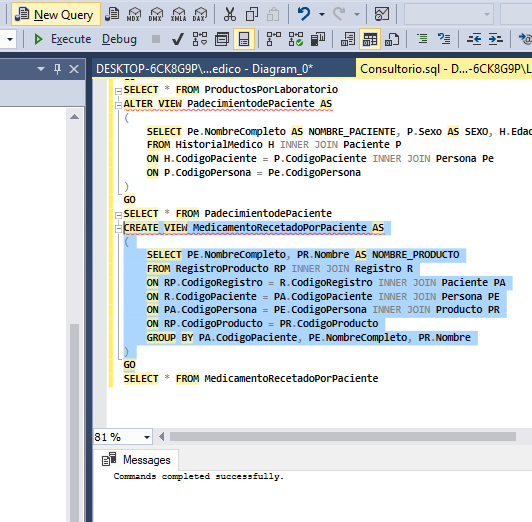 New Query
MDX
DMX
XMLA
DAX
Execute
Debug
DESKTOP-6CK8G9P\...edico - Diagram_0*
Consultorio.sql - D...-6CK8G9P\L
SELECT * FROM ProductosPorLaboratorio
ALTER VIEW PadecimientodePaciente AS
(
SELECT Pe.NombreCompleto AS NOMBRE_PACIENTE, P.Sexo AS SEXO, H.Edad
FROM HistorialMedico H INNER JOIN Paciente P
ON H.CodigoPaciente = P.CodigoPaciente INNER JOIN Persona Pe
ON P.CodigoPersona = Pe.CodigoPersona
)
GO
SELECT * FROM PadecimientodePaciente
CREATE VIEW MedicamentoRecetadoPorPaciente AS
(
SELECT PE.NombreCompleto, PR.Nombre AS NOMBRE_PRODUCTO
FROM RegistroProducto RP INNER JOIN Registro R
ON RP.CodigoRegistro = R.CodigoRegistro INNER JOIN Paciente PA
ON R.CodigoPaciente = PA.CodigoPaciente INNER JOIN Persona PE
ON PA.CodigoPersona = PE.CodigoPersona INNER JOIN Producto PR
ON RP.CodigoProducto = PR.CodigoProducto
GROUP BY PA.CodigoPaciente, PE.NombreCompleto, PR.Nombre
)
GO
SELECT * FROM MedicamentoRecetadoPorPaciente
81 %
Messages
Commands completed successfully.